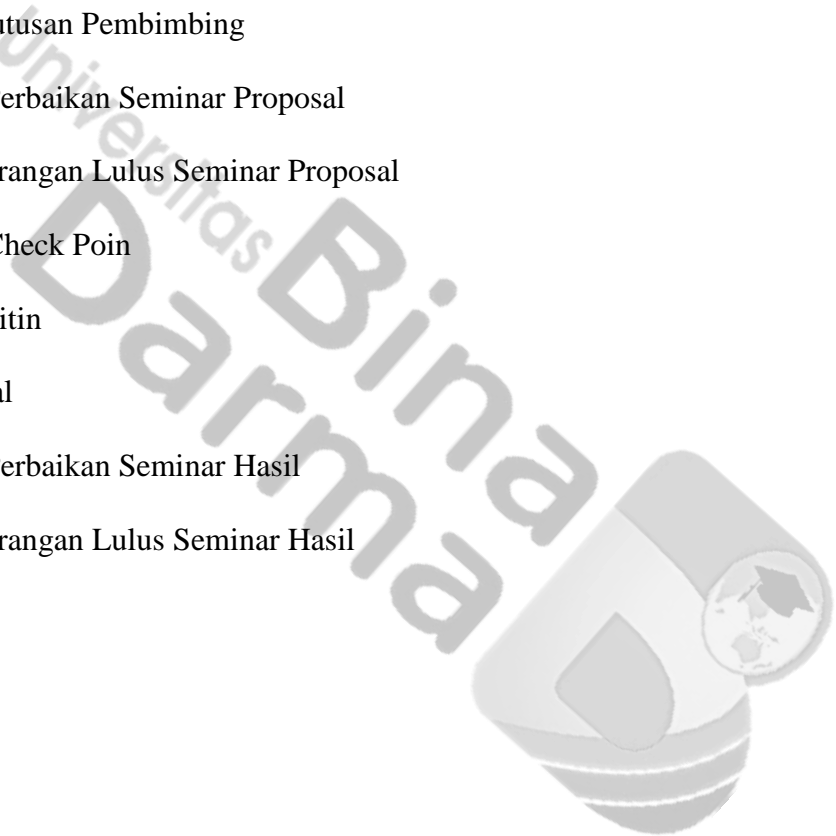 utusan Pembimbing
erbaikan Seminar Proposal
rangan Lulus Seminar Proposal
Check Poin
itin
al
erbaikan Seminar Hasil
rangan Lulus Seminar Hasil
Universitas
Bina
Darma